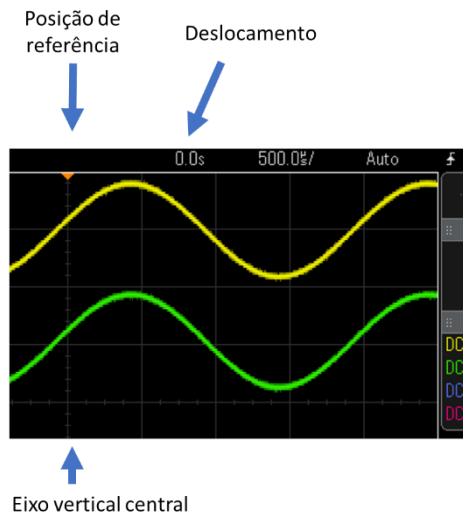 Posição de
referência
Deslocamento
0.0s 500.0µs/ Auto
DC
DC
DC
DC
Eixo vertical central